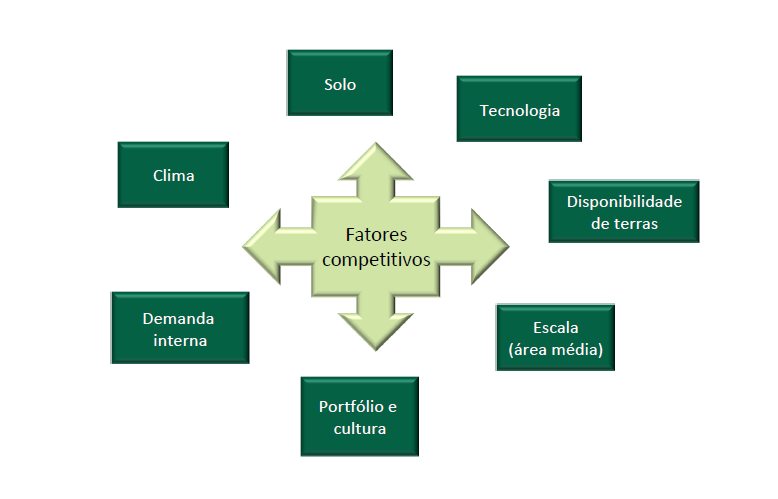 Solo
Tecnologia
Clima
Disponibilidade
de terras
Fatores
competitivos
Demanda
interna
Escala
(área média)
Portfólio e
cultura